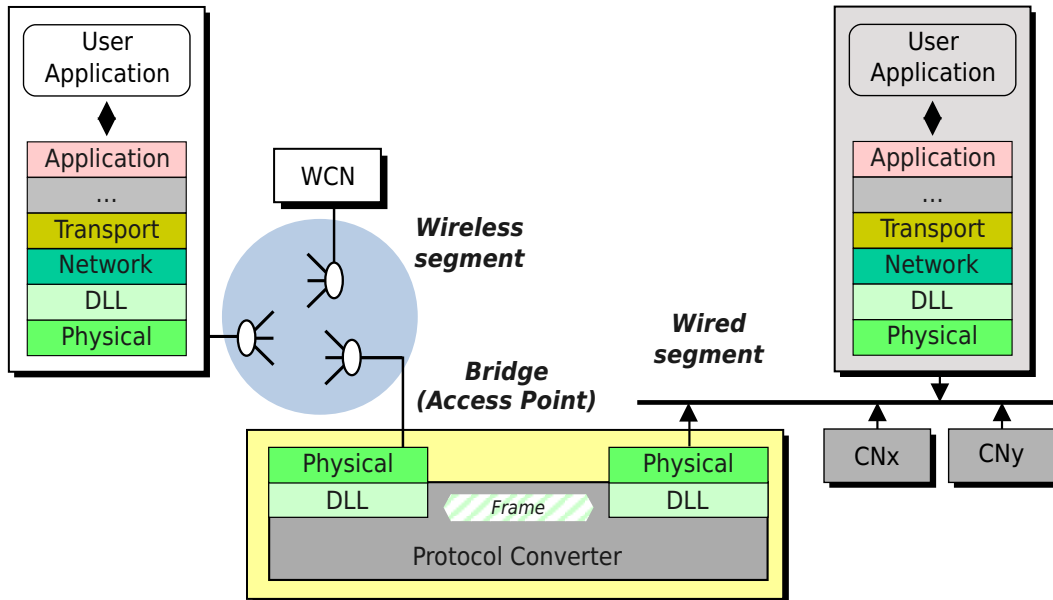 User
Application
Application
...
Transport
Network
DLL
Physical
WCN
Wireless
segment
Bridge
(Access Point)
Wired
segment
User
Application
Application
...
Transport
Network
DLL
Physical
CNx
CNy
Physical
DLL
Frame
Physical
DLL
Protocol Converter